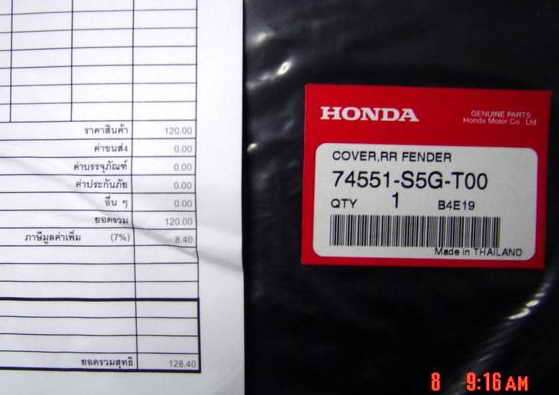 ราคาสินค้า 120.00
ค่าขนส่ง 0.00
ค่าบรรจุภัณฑ์ 0.00
ค่าประกันภัย 0.00
อื่น ๆ 0.00
ยอดรวม 120.00
ภาษีมูลค่าเพิ่ม (7%) 8.40
ยอดรวมสุทธิ 128.40
HONDA
GENUINE PARTS
Honda Motor Co Ltd
COVER,RR FENDER
74551-S5G-T00
QTY 1 B4E19
Made in THAILAND
8 9:16 AM